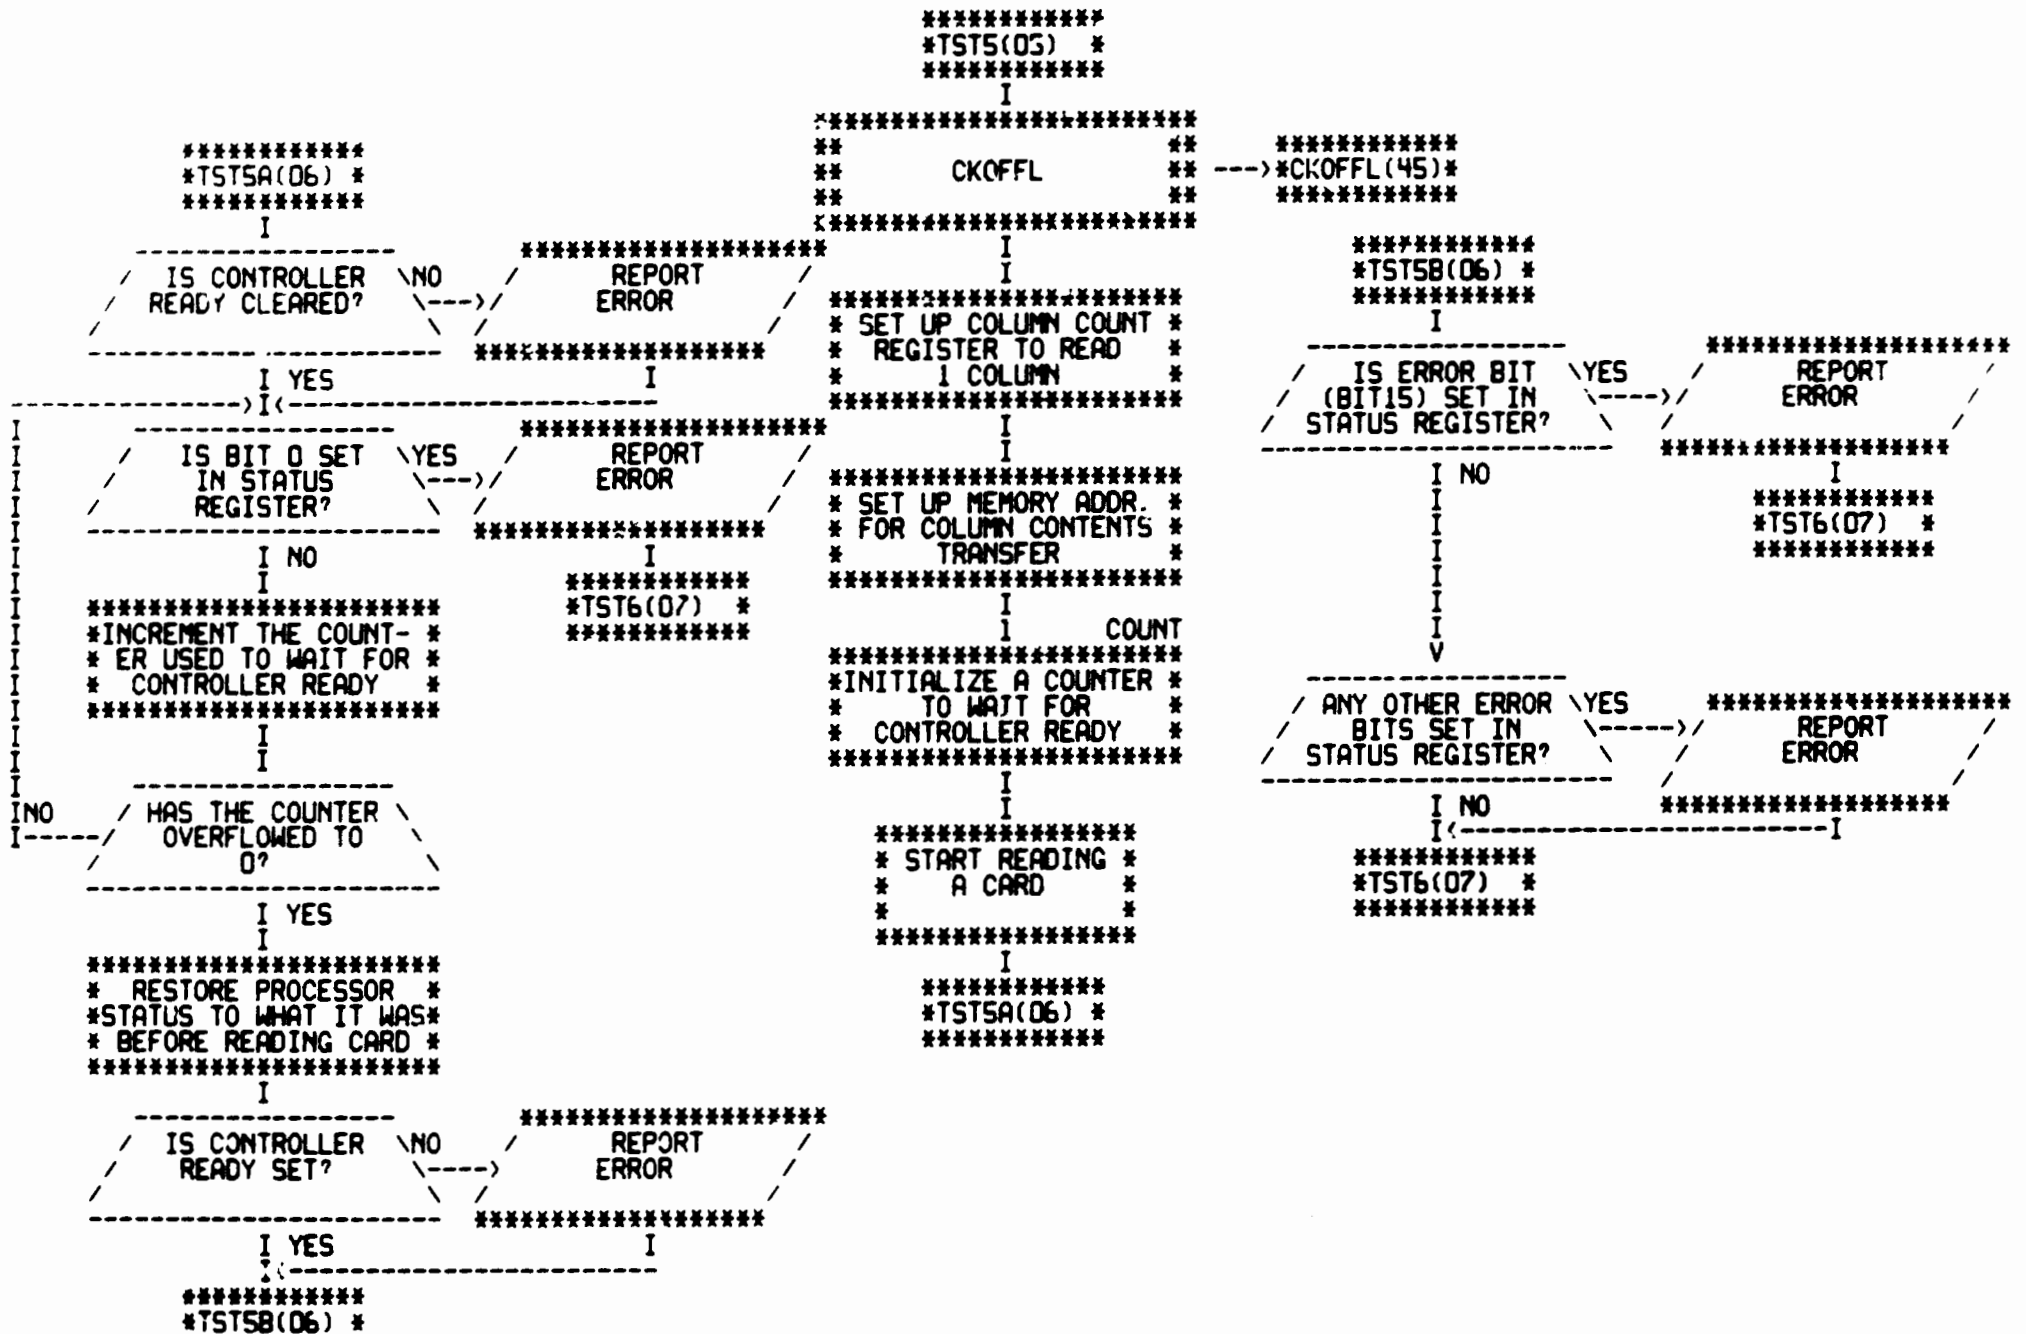 TST5(05)
CKOFFL
CKOFFL(45)
SET UP COLUMN COUNT
REGISTER TO READ
1 COLUMN
SET UP MEMORY ADDR.
FOR COLUMN CONTENTS
TRANSFER
COUNT
INITIALIZE A COUNTER
TO WAIT FOR
CONTROLLER READY
START READING
A CARD
TST5A(06)
TST5A(06)
IS CONTROLLER
READY CLEARED?
NO
REPORT
ERROR
YES
IS BIT 0 SET
IN STATUS
REGISTER?
YES
REPORT
ERROR
TST6(07)
NO
INCREMENT THE COUNT-
ER USED TO WAIT FOR
CONTROLLER READY
HAS THE COUNTER
OVERFLOWED TO
0?
NO
YES
RESTORE PROCESSOR
STATUS TO WHAT IT WAS
BEFORE READING CARD
IS CONTROLLER
READY SET?
NO
REPORT
ERROR
YES
TST5B(06)
TST5B(06)
IS ERROR BIT
(BIT15) SET IN
STATUS REGISTER?
YES
REPORT
ERROR
TST6(07)
NO
ANY OTHER ERROR
BITS SET IN
STATUS REGISTER?
YES
REPORT
ERROR
NO
TST6(07)